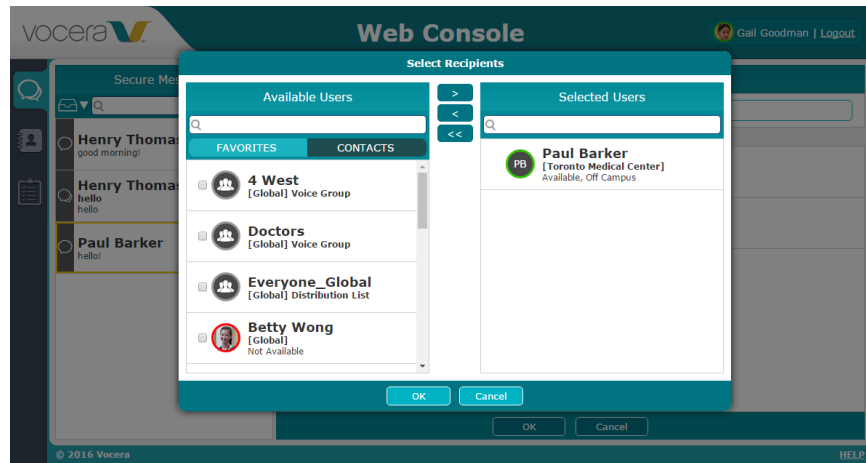 vocera
Web Console
Gail Goodman | Logout
Select Recipients
Secure Mes
Henry Thomas
good morning!
Henry Thomas
hello
hello
Paul Barker
hello!
Available Users
FAVORITES CONTACTS
4 West
[Global] Voice Group
Doctors
[Global] Voice Group
Everyone_Global
[Global] Distribution List
Betty Wong
[Global]
Not Available
>
<
<<
Selected Users
PB
Paul Barker
[Toronto Medical Center]
Available, Off Campus
OK Cancel
OK Cancel
© 2016 Vocera
HELP